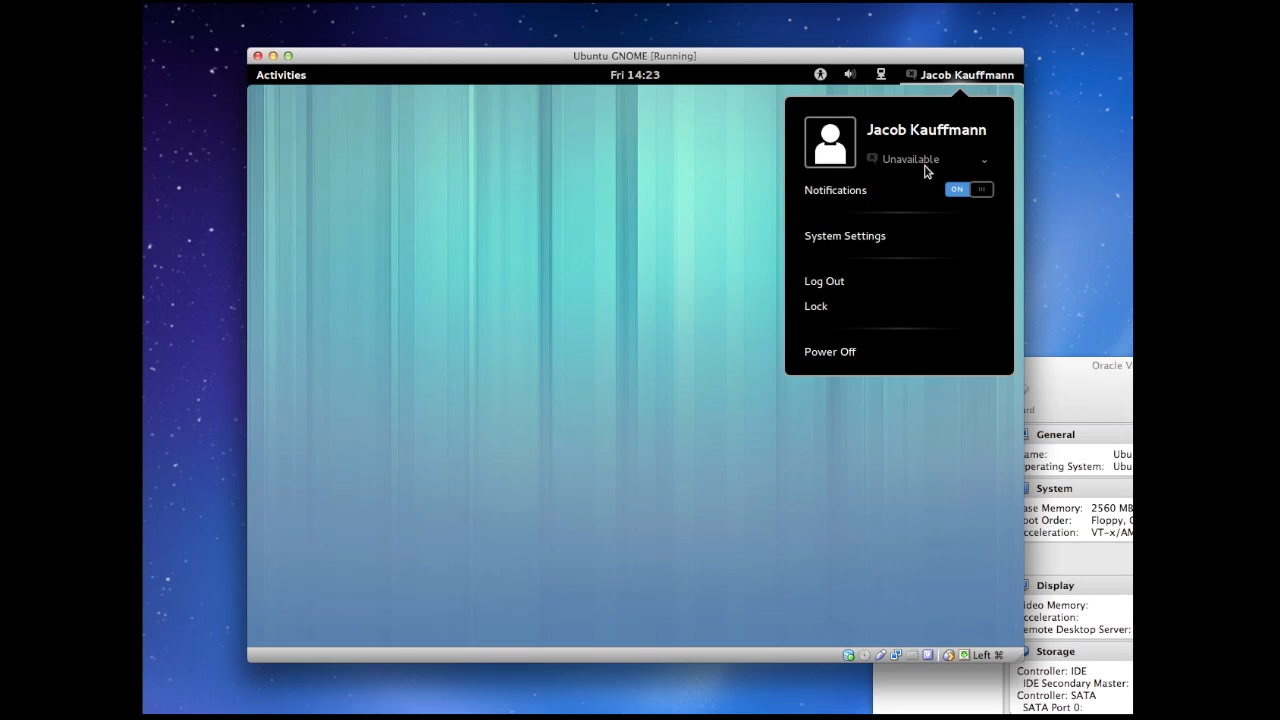 Ubuntu GNOME [Running]
Activities
Fri 14:23
Jacob Kauffmann
Jacob Kauffmann
Unavailable
Notifications
ON
System Settings
Log Out
Lock
Power Off
Oracle V
General
ame: Ubu
perating System: Ubu
System
ase Memory: 2560 MB
oot Order: Floppy, C
cceleration: VT-x/AM
Display
ideo Memory:
cceleration:
emote Desktop Server:
Storage
Controller: IDE
IDE Secondary Master:
Controller: SATA
SATA Port 0:
Left ⌘